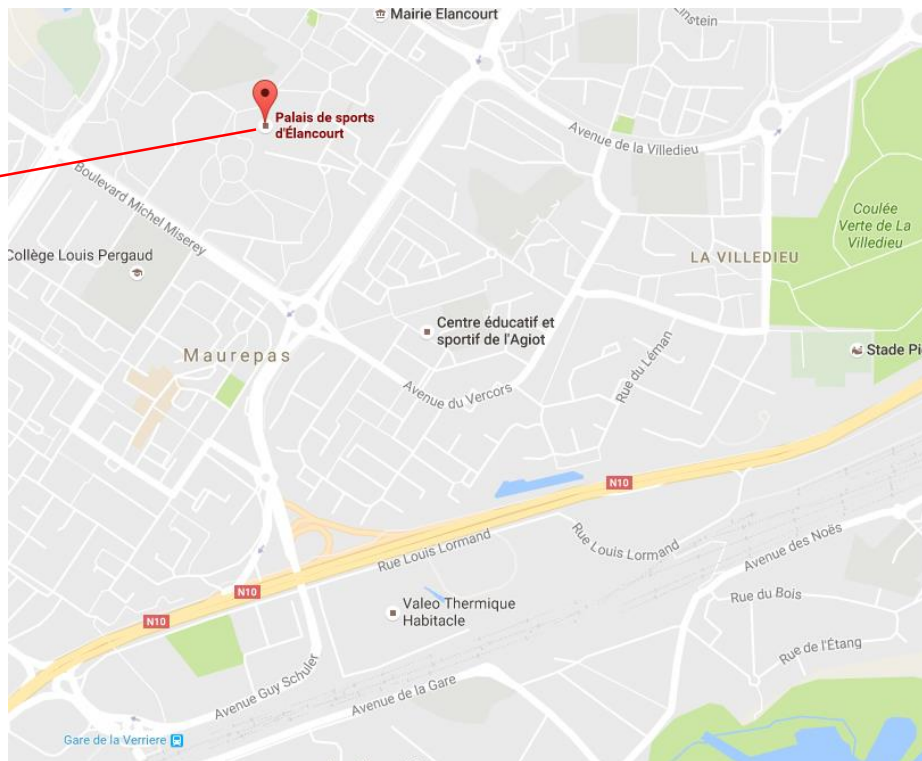 Mairie Elancourt
Einstein
Palais de sports
d'Élancourt
Avenue de la Villedieu
Boulevard Michel Miserey
Coulée
Verte de La
Villedieu
LA VILLEDIEU
Collège Louis Pergaud
Centre éducatif et
sportif de l'Agiot
Maurepas
Rue du Léman
Stade Pi
Avenue du Vercors
N10
Rue Louis Lormand
Rue Louis Lormand
Avenue des Noës
N10
Valeo Thermique
Habitacle
Rue du Bois
N10
Rue de l'Étang
Avenue Guy Schuler
Avenue de la Gare
Gare de la Verriere